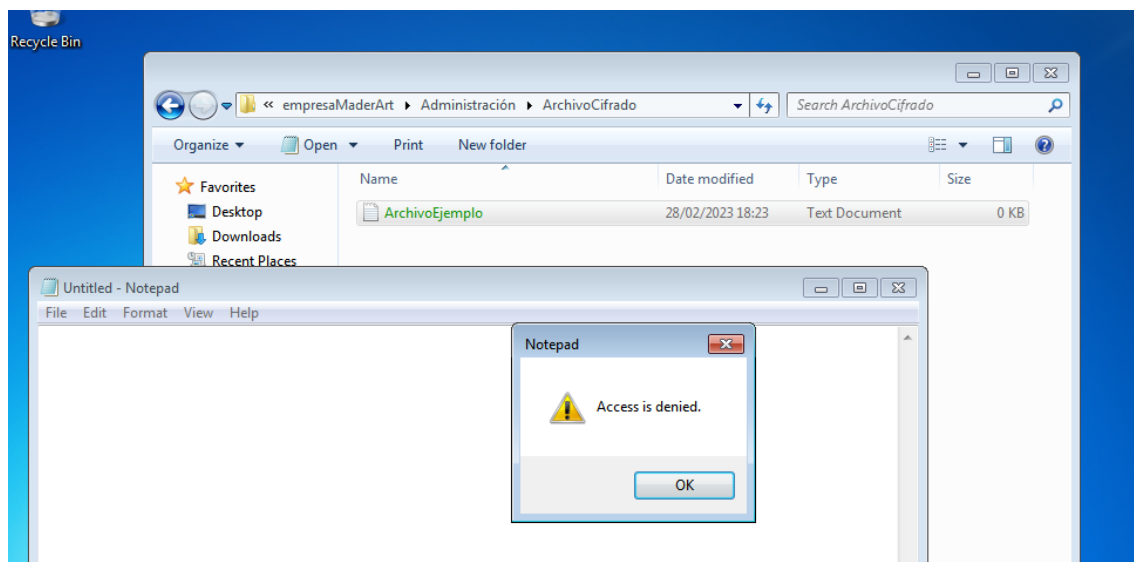 Recycle Bin
« empresaMaderArt ▸ Administración ▸ ArchivoCifrado
Search ArchivoCifrado
Organize Open Print New folder
Name Date modified Type Size
Favorites
Desktop
Downloads
Recent Places
ArchivoEjemplo 28/02/2023 18:23 Text Document 0 KB
Untitled - Notepad
File Edit Format View Help
Notepad
Access is denied.
OK